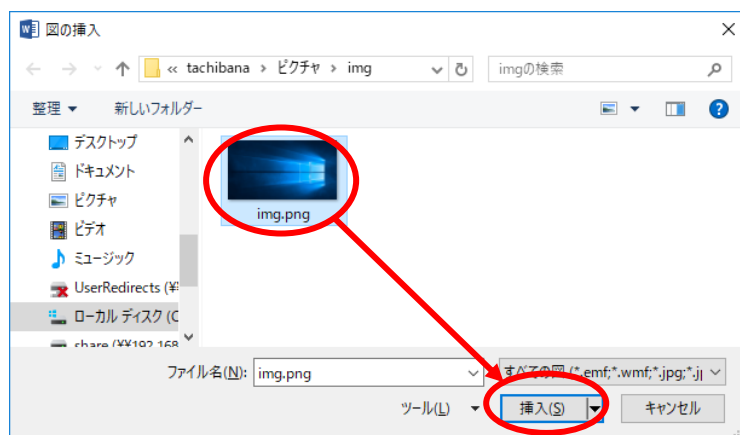 図の挿入
« tachibana › ピクチャ › img
imgの検索
整理 新しいフォルダー
デスクトップ
ドキュメント
ピクチャ
ビデオ
ミュージック
UserRedirects (¥
ローカル ディスク (C
share (¥¥192.168
img.png
ファイル名(N): img.png
すべての図 (*.emf;*.wmf;*.jpg;*.j
ツール(L) 挿入(S) キャンセル